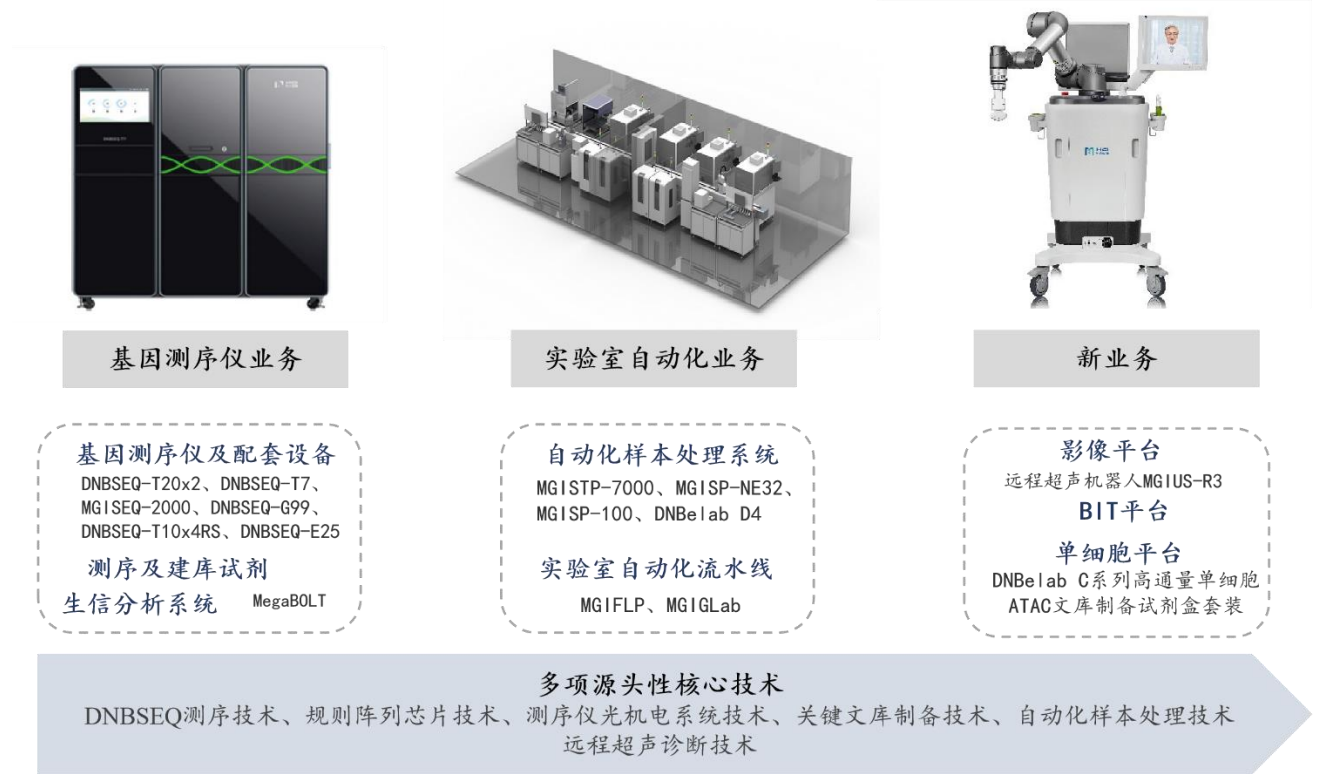 基因测序仪业务
基因测序仪及配套设备
DNBSEQ-T20x2、DNBSEQ-T7、
MGISEQ-2000、DNBSEQ-G99、
DNBSEQ-T10x4RS、DNBSEQ-E25
测序及建库试剂
生信分析系统 MegaBOLT
实验室自动化业务
自动化样本处理系统
MGISTP-7000、MGISP-NE32、
MGISP-100、DNBelab D4
实验室自动化流水线
MGIFLP、MGIGLab
新业务
影像平台
远程超声机器人MGIUS-R3
BIT平台
单细胞平台
DNBelab C系列高通量单细胞
ATAC文库制备试剂盒套装
多项源头性核心技术
DNBSEQ测序技术、规则阵列芯片技术、测序仪光机电系统技术、关键文库制备技术、自动化样本处理技术
远程超声诊断技术